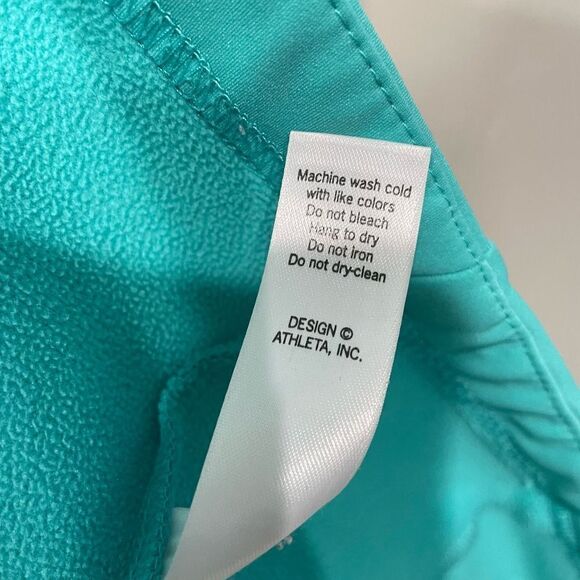 Machine wash cold
with like colors
Do not bleach
Hang to dry
Do not iron
Do not dry-clean
DESIGN ©
ATHLETA, INC.